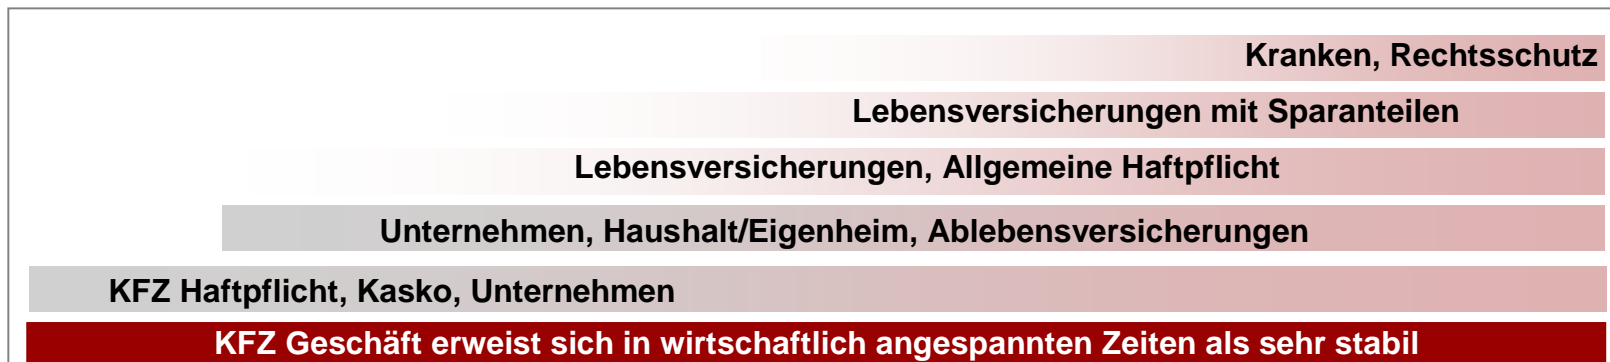 Kranken, Rechtsschutz
Lebensversicherungen mit Sparanteilen
Lebensversicherungen, Allgemeine Haftpflicht
Unternehmen, Haushalt/Eigenheim, Ablebensversicherungen
KFZ Haftpflicht, Kasko, Unternehmen
KFZ Geschäft erweist sich in wirtschaftlich angespannten Zeiten als sehr stabil